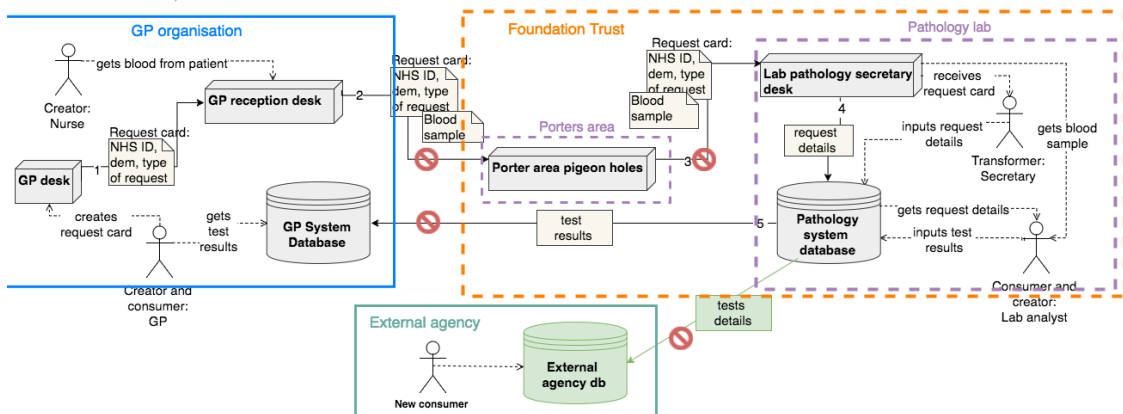 GP organisation
gets blood from patient
Creator:
Nurse
GP reception desk
2
Request card:
NHS ID,
dem, type
of request
Blood
sample
1
Request card:
NHS ID,
dem, type
of request
GP desk
creates
request card
Creator and
consumer:
GP
gets
test
results
GP System
Database
Foundation Trust
Porters area
Porter area pigeon holes
3
Request card:
NHS ID,
dem, type
of request
Blood
sample
Pathology lab
Lab pathology secretary
desk
receives
request card
4
request
details
inputs request
details
Transformer:
Secretary
gets blood
sample
Pathology
system
database
gets request details
inputs test
results
Consumer and
creator:
Lab analyst
5
test
results
tests
details
External agency
New consumer
External
agency db